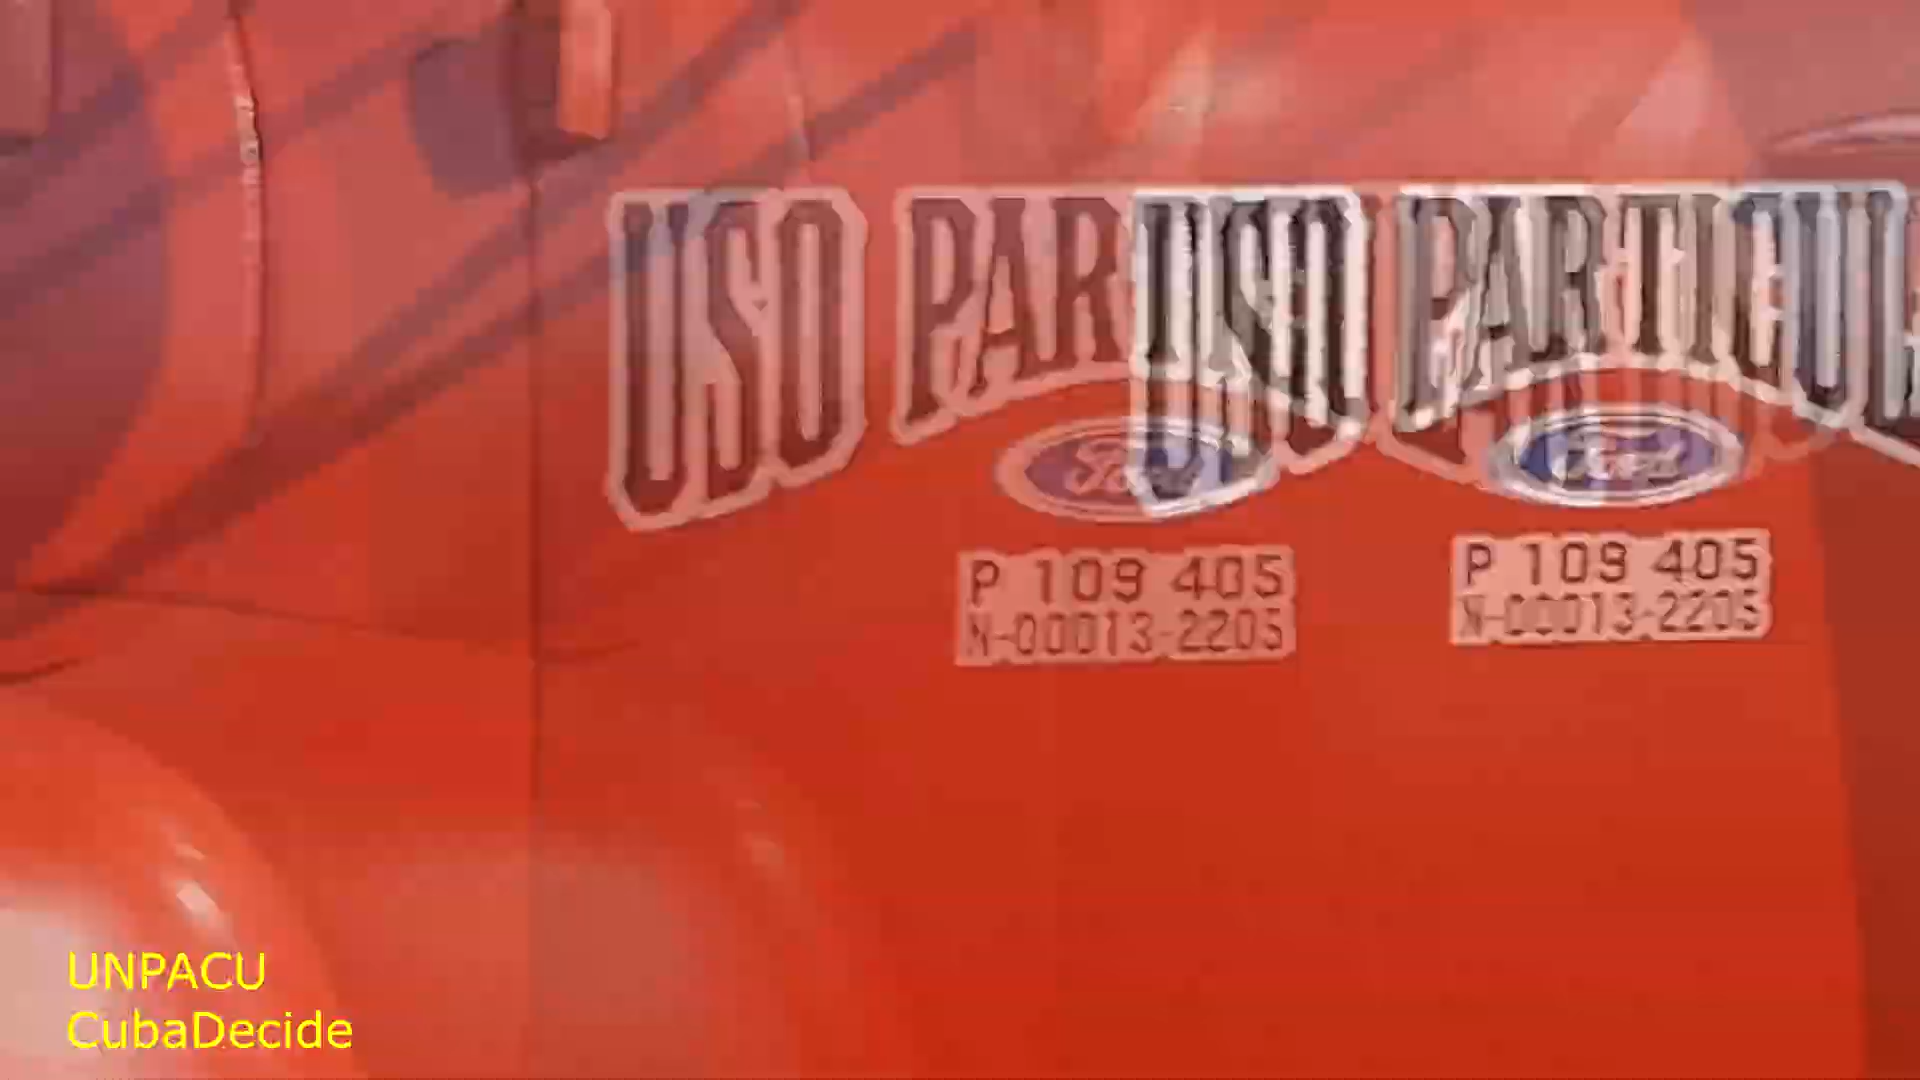 USO PARTICUL
Ford
P 109 405
N-00013-2205
USO PAR
Ford
P 109 405
N-00013-2205
UNPACU
CubaDecide